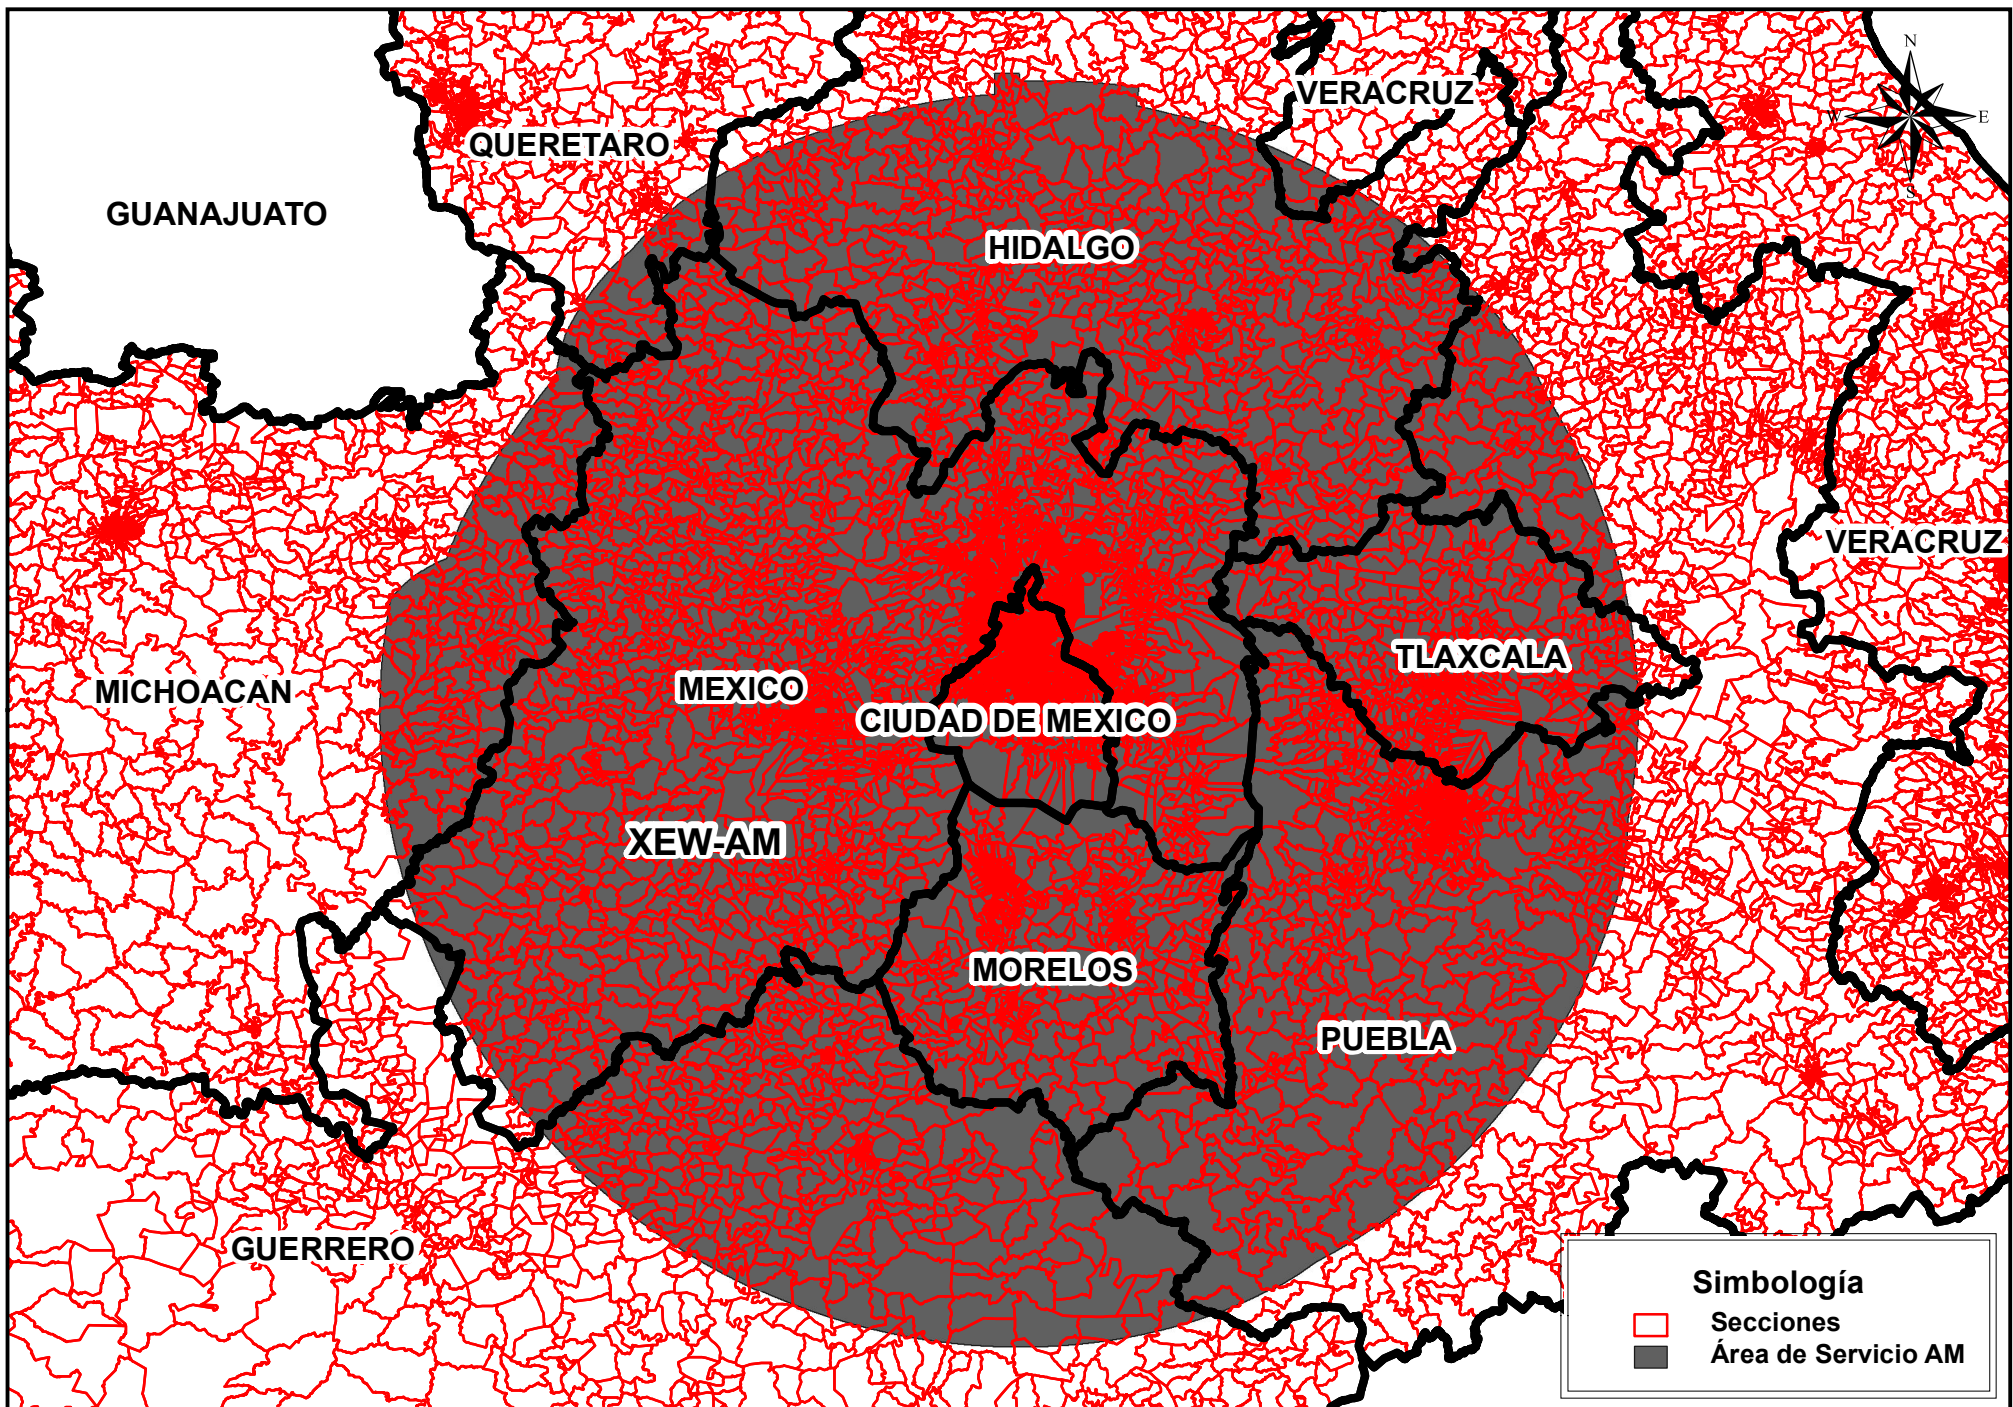 N
VERACRUZ
W
E
QUERETARO
S
GUANAJUATO
HIDALGO
VERACRUZ
TLAXCALA
MEXICO
MICHOACAN
CIUDAD DE MEXICO
XEW-AM
MORELOS
PUEBLA
GUERRERO
Simbología
Secciones
Área de Servicio AM